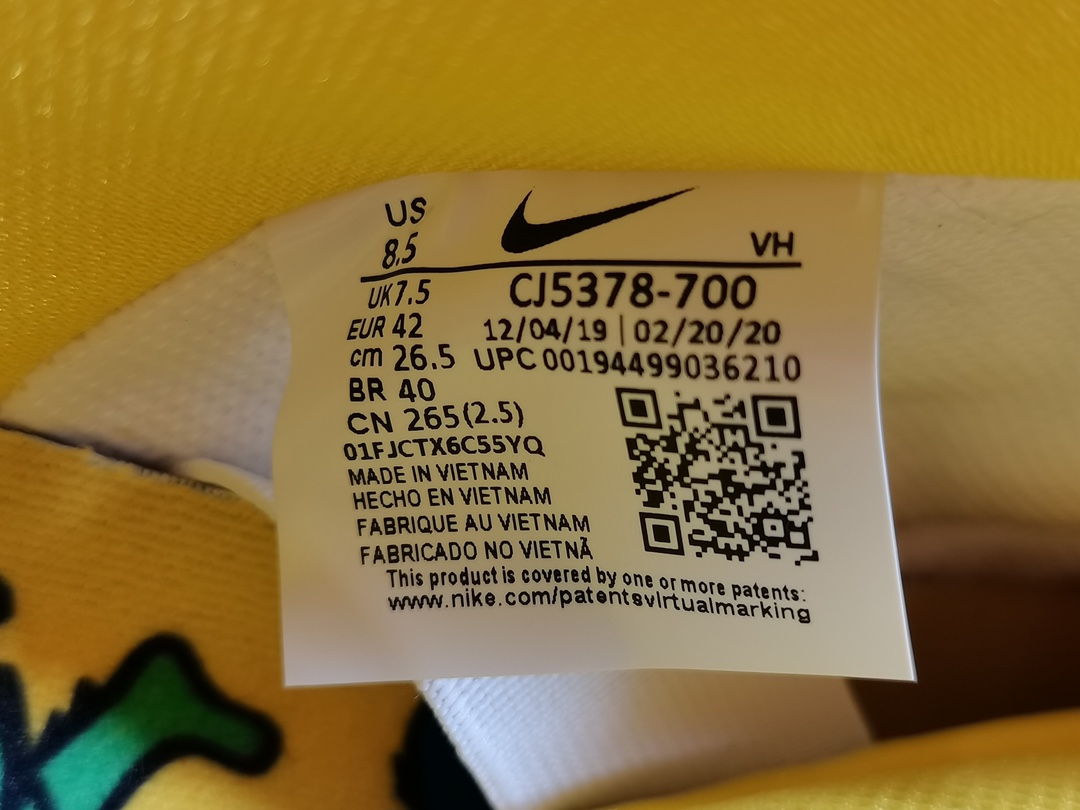 US
8.5
VH
UK 7.5
CJ5378-700
EUR 42
12/04/19 | 02/20/20
cm 26.5
UPC 00194499036210
BR 40
CN 265(2.5)
01FJCTX6C55YQ
MADE IN VIETNAM
HECHO EN VIETNAM
FABRIQUE AU VIETNAM
FABRICADO NO VIETNÃ
This product is covered by one or more patents:
www.nike.com/patentsvirtualmarking